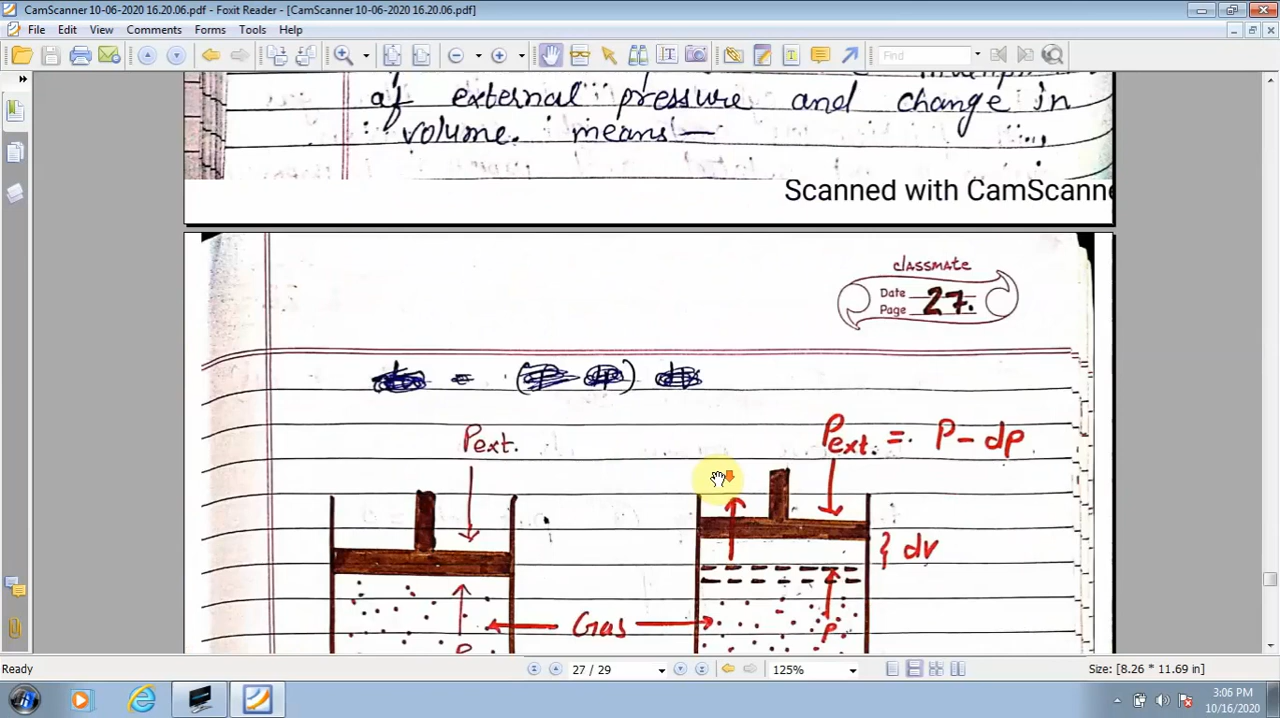 CamScanner 10-06-2020 16.20.06.pdf - Foxit Reader - [CamScanner 10-06-2020 16.20.06.pdf]
File Edit View Comments Forms Tools Help
Find
of external pressure and change in
volume. means —
Scanned with CamScanne
classmate
Date
Page 27.
Pext.
Pext. = P - dp
} dv
Gas
P
P
Ready
27 / 29
125%
Size: [8.26 * 11.69 in]
3:06 PM
10/16/2020